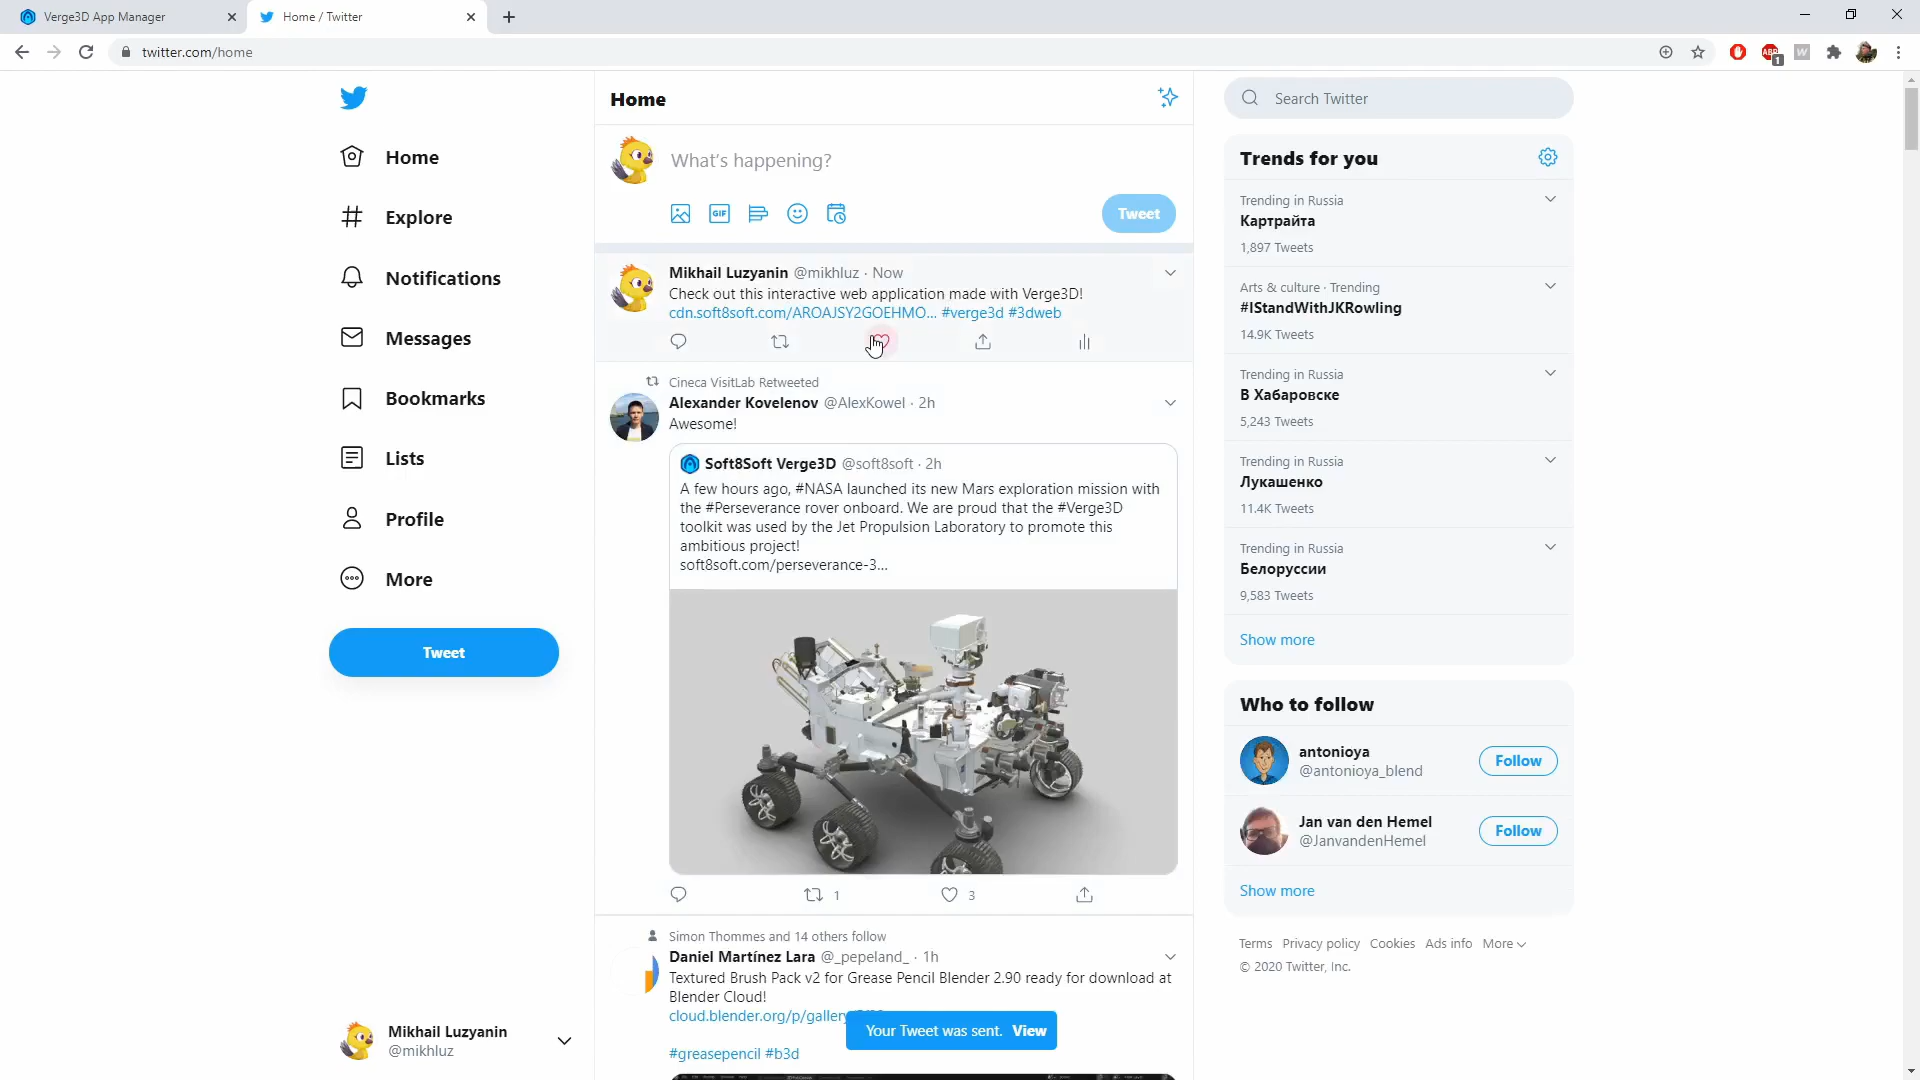 Verge3D App Manager
Home / Twitter
twitter.com/home
ABP
1
W
Home
Explore
Notifications
Messages
Bookmarks
Lists
Profile
More
Tweet
Mikhail Luzyanin
@mikhluz
Home
What's happening?
GIF
Tweet
Mikhail Luzyanin @mikhluz · Now
Check out this interactive web application made with Verge3D!
cdn.soft8soft.com/AROAJSY2GOEHMO... #verge3d #3dweb
Cineca VisitLab Retweeted
Alexander Kovelenov @AlexKowel · 2h
Awesome!
Soft8Soft Verge3D @soft8soft · 2h
A few hours ago, #NASA launched its new Mars exploration mission with
the #Perseverance rover onboard. We are proud that the #Verge3D
toolkit was used by the Jet Propulsion Laboratory to promote this
ambitious project!
soft8soft.com/perseverance-3...
1
3
Simon Thommes and 14 others follow
Daniel Martínez Lara @_pepeland_ · 1h
Textured Brush Pack v2 for Grease Pencil Blender 2.90 ready for download at
Blender Cloud!
cloud.blender.org/p/gallery
Your Tweet was sent. View
#greasepencil #b3d
Search Twitter
Trends for you
Trending in Russia
Картрайта
1,897 Tweets
Arts & culture · Trending
#IStandWithJKRowling
14.9K Tweets
Trending in Russia
В Хабаровске
5,243 Tweets
Trending in Russia
Лукашенко
11.4K Tweets
Trending in Russia
Белоруссии
9,583 Tweets
Show more
Who to follow
antonioya
@antonioya_blend
Follow
Jan van den Hemel
@JanvandenHemel
Follow
Show more
Terms Privacy policy Cookies Ads info More
© 2020 Twitter, Inc.